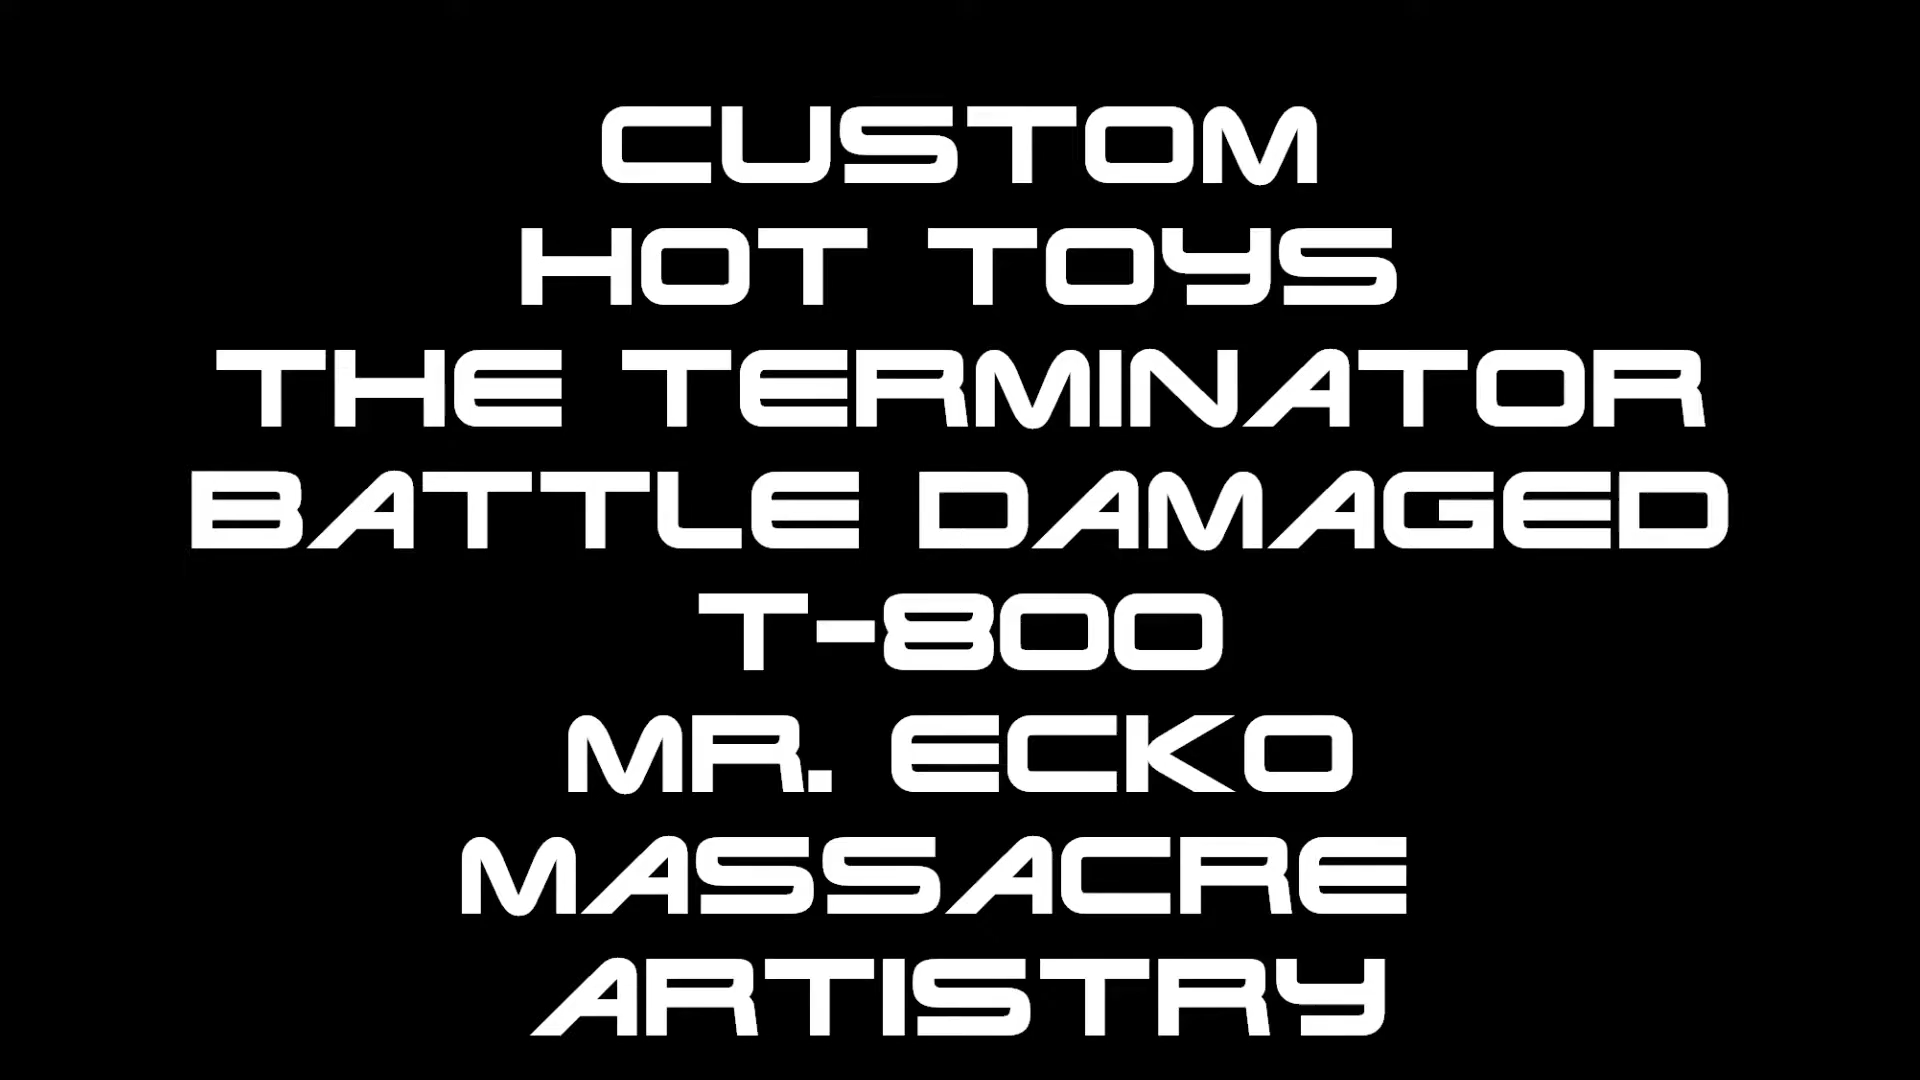 CUSTOM
HOT TOYS
THE TERMINATOR
BATTLE DAMAGED
T-800
MR. ECKO
MASSACRE
ARTISTRY